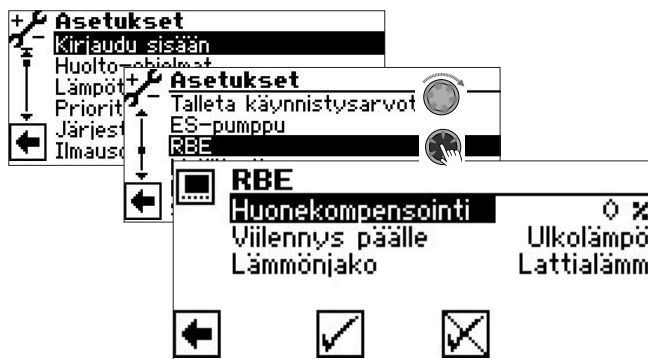 Asetukset
Kirjaudu sisään
Huolto-ohjelmat
Lämpöt
Priorit
Järjest
Ilmaus
Asetukset
Talleta käynnistysarvot
ES-pumppu
RBE
RBE
Huonekompensointi 0 %
Viilennys päälle Ulkolämpö
Lämmönjako Lattialämm